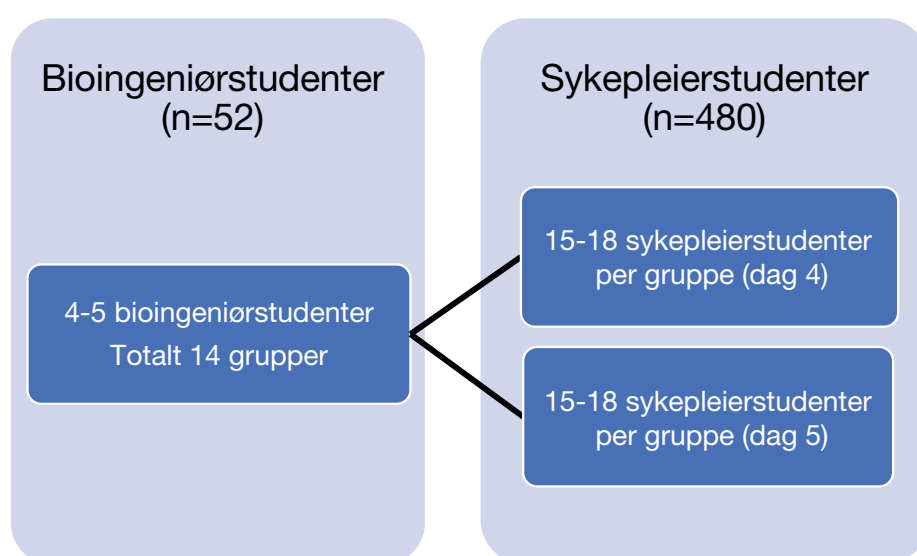 Bioingeniørstudenter
(n=52)
4-5 bioingeniørstudenter
Totalt 14 grupper
Sykepleierstudenter
(n=480)
15-18 sykepleierstudenter
per gruppe (dag 4)
15-18 sykepleierstudenter
per gruppe (dag 5)